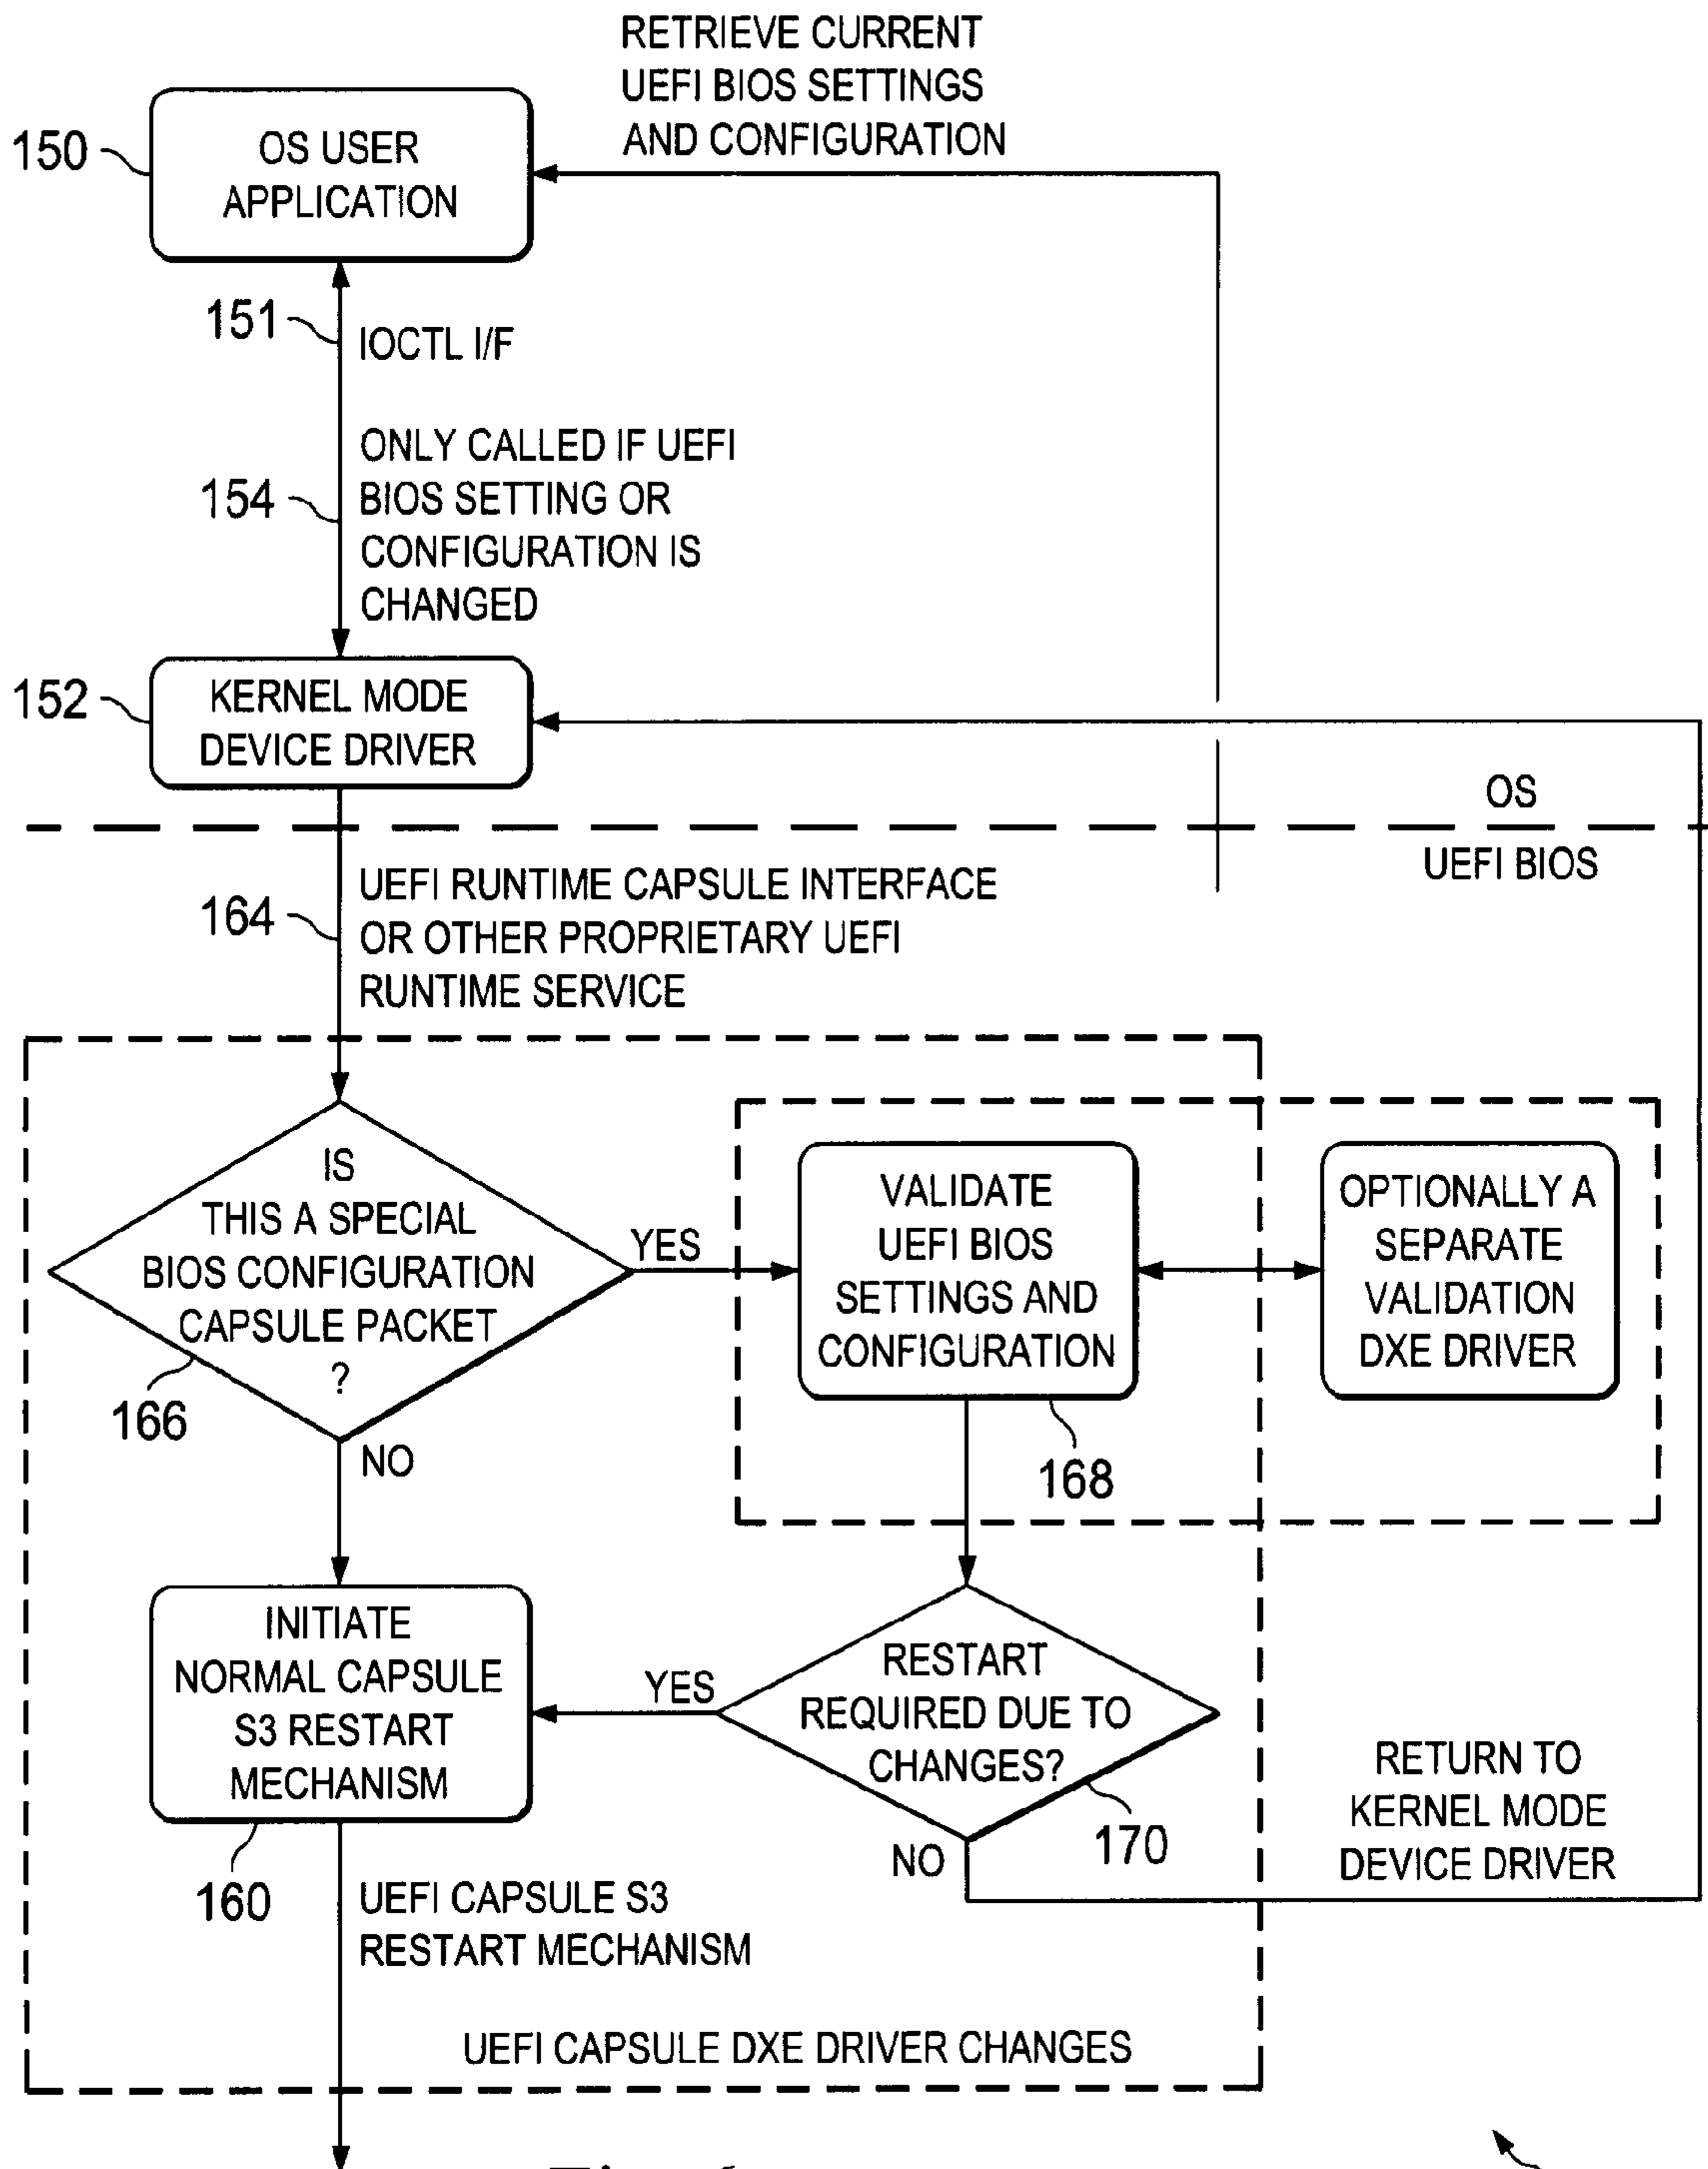 RETRIEVE CURRENT
UEFI BIOS SETTINGS
AND CONFIGURATION
150
OS USER
APPLICATION
151
IOCTL I/F
154
ONLY CALLED IF UEFI
BIOS SETTING OR
CONFIGURATION IS
CHANGED
152
KERNEL MODE
DEVICE DRIVER
OS
UEFI BIOS
164
UEFI RUNTIME CAPSULE INTERFACE
OR OTHER PROPRIETARY UEFI
RUNTIME SERVICE
IS
THIS A SPECIAL
BIOS CONFIGURATION
CAPSULE PACKET
?
166
YES
NO
VALIDATE
UEFI BIOS
SETTINGS AND
CONFIGURATION
168
OPTIONALLY A
SEPARATE
VALIDATION
DXE DRIVER
INITIATE
NORMAL CAPSULE
S3 RESTART
MECHANISM
160
YES
RESTART
REQUIRED DUE TO
CHANGES?
170
NO
RETURN TO
KERNEL MODE
DEVICE DRIVER
UEFI CAPSULE S3
RESTART MECHANISM
UEFI CAPSULE DXE DRIVER CHANGES